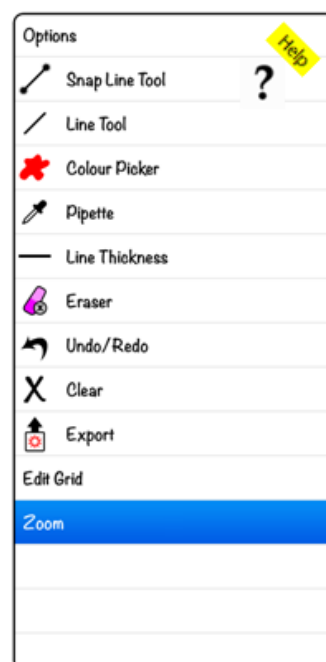 Options
Help
Snap Line Tool
?
Line Tool
Colour Picker
Pipette
Line Thickness
Eraser
Undo/Redo
X Clear
Export
Edit Grid
Zoom